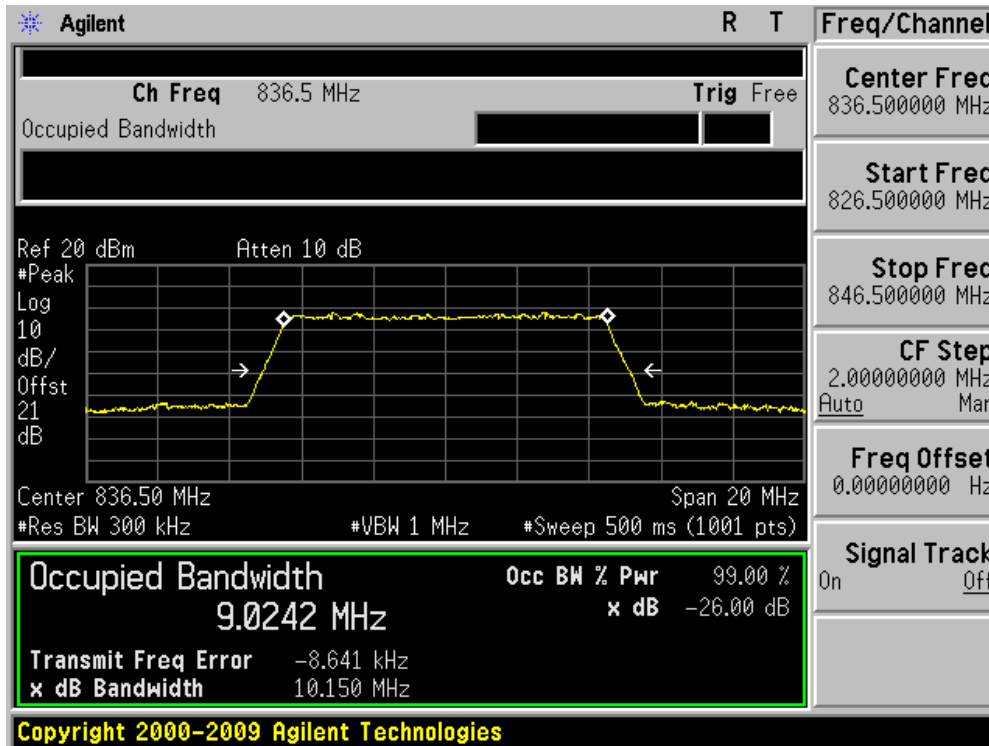 Agilent R T
Ch Freq 836.5 MHz Trig Free
Occupied Bandwidth
Ref 20 dBm Atten 10 dB
#Peak
Log
10
dB/
Offst
21
dB
Center 836.50 MHz Span 20 MHz
#Res BW 300 kHz #VBW 1 MHz #Sweep 500 ms (1001 pts)
Occupied Bandwidth
9.0242 MHz
Occ BW % Pwr 99.00 %
x dB -26.00 dB
Transmit Freq Error -8.641 kHz
x dB Bandwidth 10.150 MHz
Copyright 2000-2009 Agilent Technologies
Freq/Channel
Center Freq
836.500000 MHz
Start Freq
826.500000 MHz
Stop Freq
846.500000 MHz
CF Step
2.00000000 MHz
Auto Man
Freq Offset
0.00000000 Hz
Signal Track
On Off